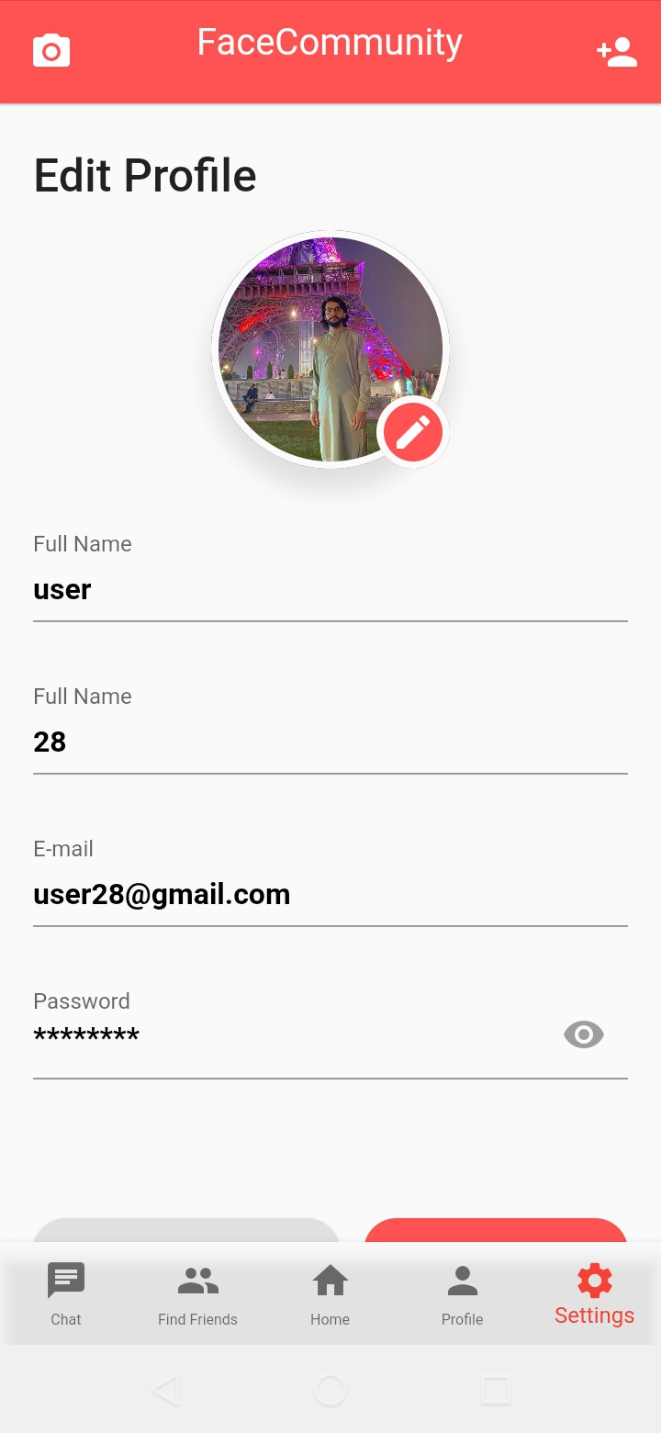 FaceCommunity
Edit Profile
Full Name
user
Full Name
28
E-mail
user28@gmail.com
Password
********
Chat
Find Friends
Home
Profile
Settings